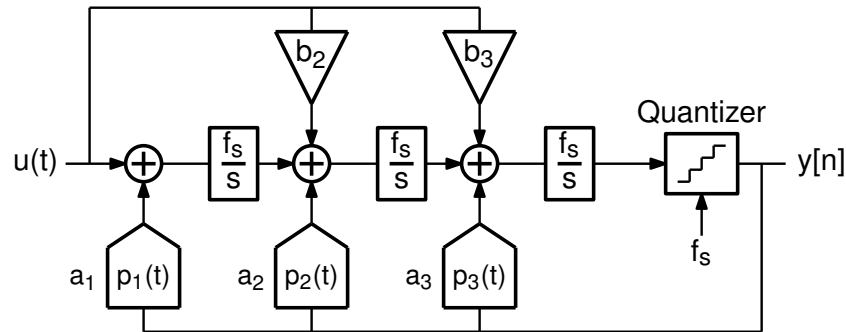 b₂
b₃
Quantizer
u(t)
+
fₛ
s
+
fₛ
s
+
fₛ
s
y[n]
fₛ
a₁
p₁(t)
a₂
p₂(t)
a₃
p₃(t)